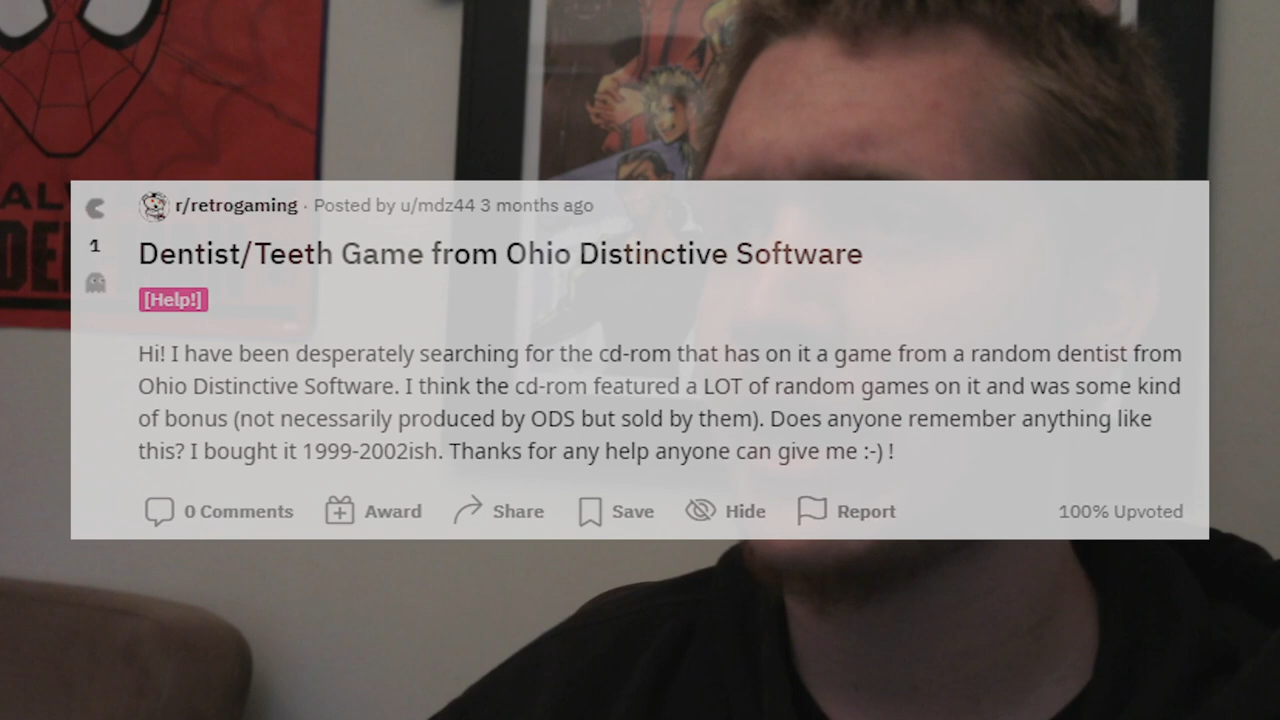 r/retrogaming · Posted by u/mdz44 3 months ago
1
Dentist/Teeth Game from Ohio Distinctive Software
[Help!]
Hi! I have been desperately searching for the cd-rom that has on it a game from a random dentist from
Ohio Distinctive Software. I think the cd-rom featured a LOT of random games on it and was some kind
of bonus (not necessarily produced by ODS but sold by them). Does anyone remember anything like
this? I bought it 1999-2002ish. Thanks for any help anyone can give me :-) !
0 Comments Award Share Save Hide Report 100% Upvoted